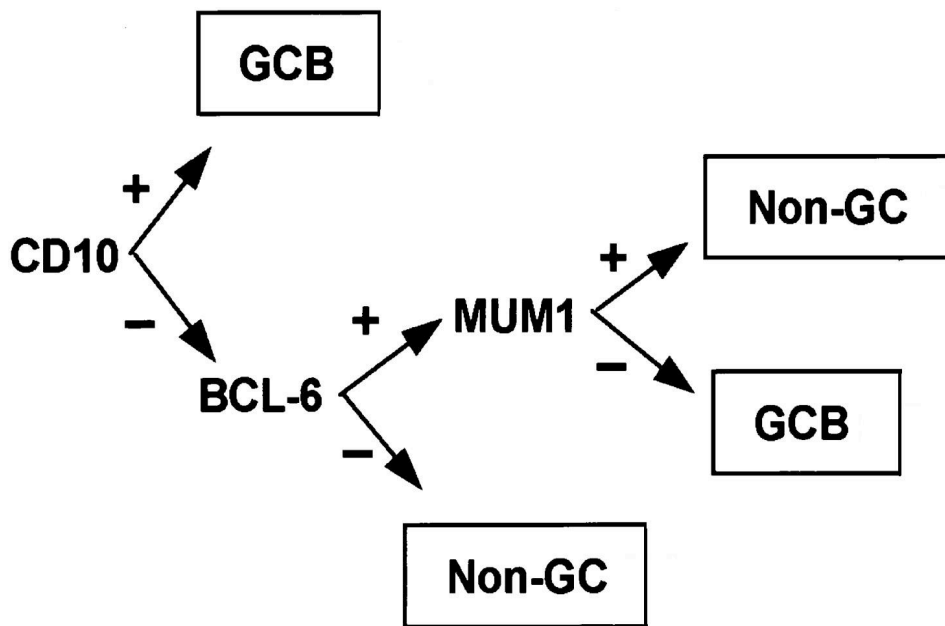 GCB
+
Non-GC
CD10
+
−
+
MUM1
BCL-6
−
−
GCB
Non-GC